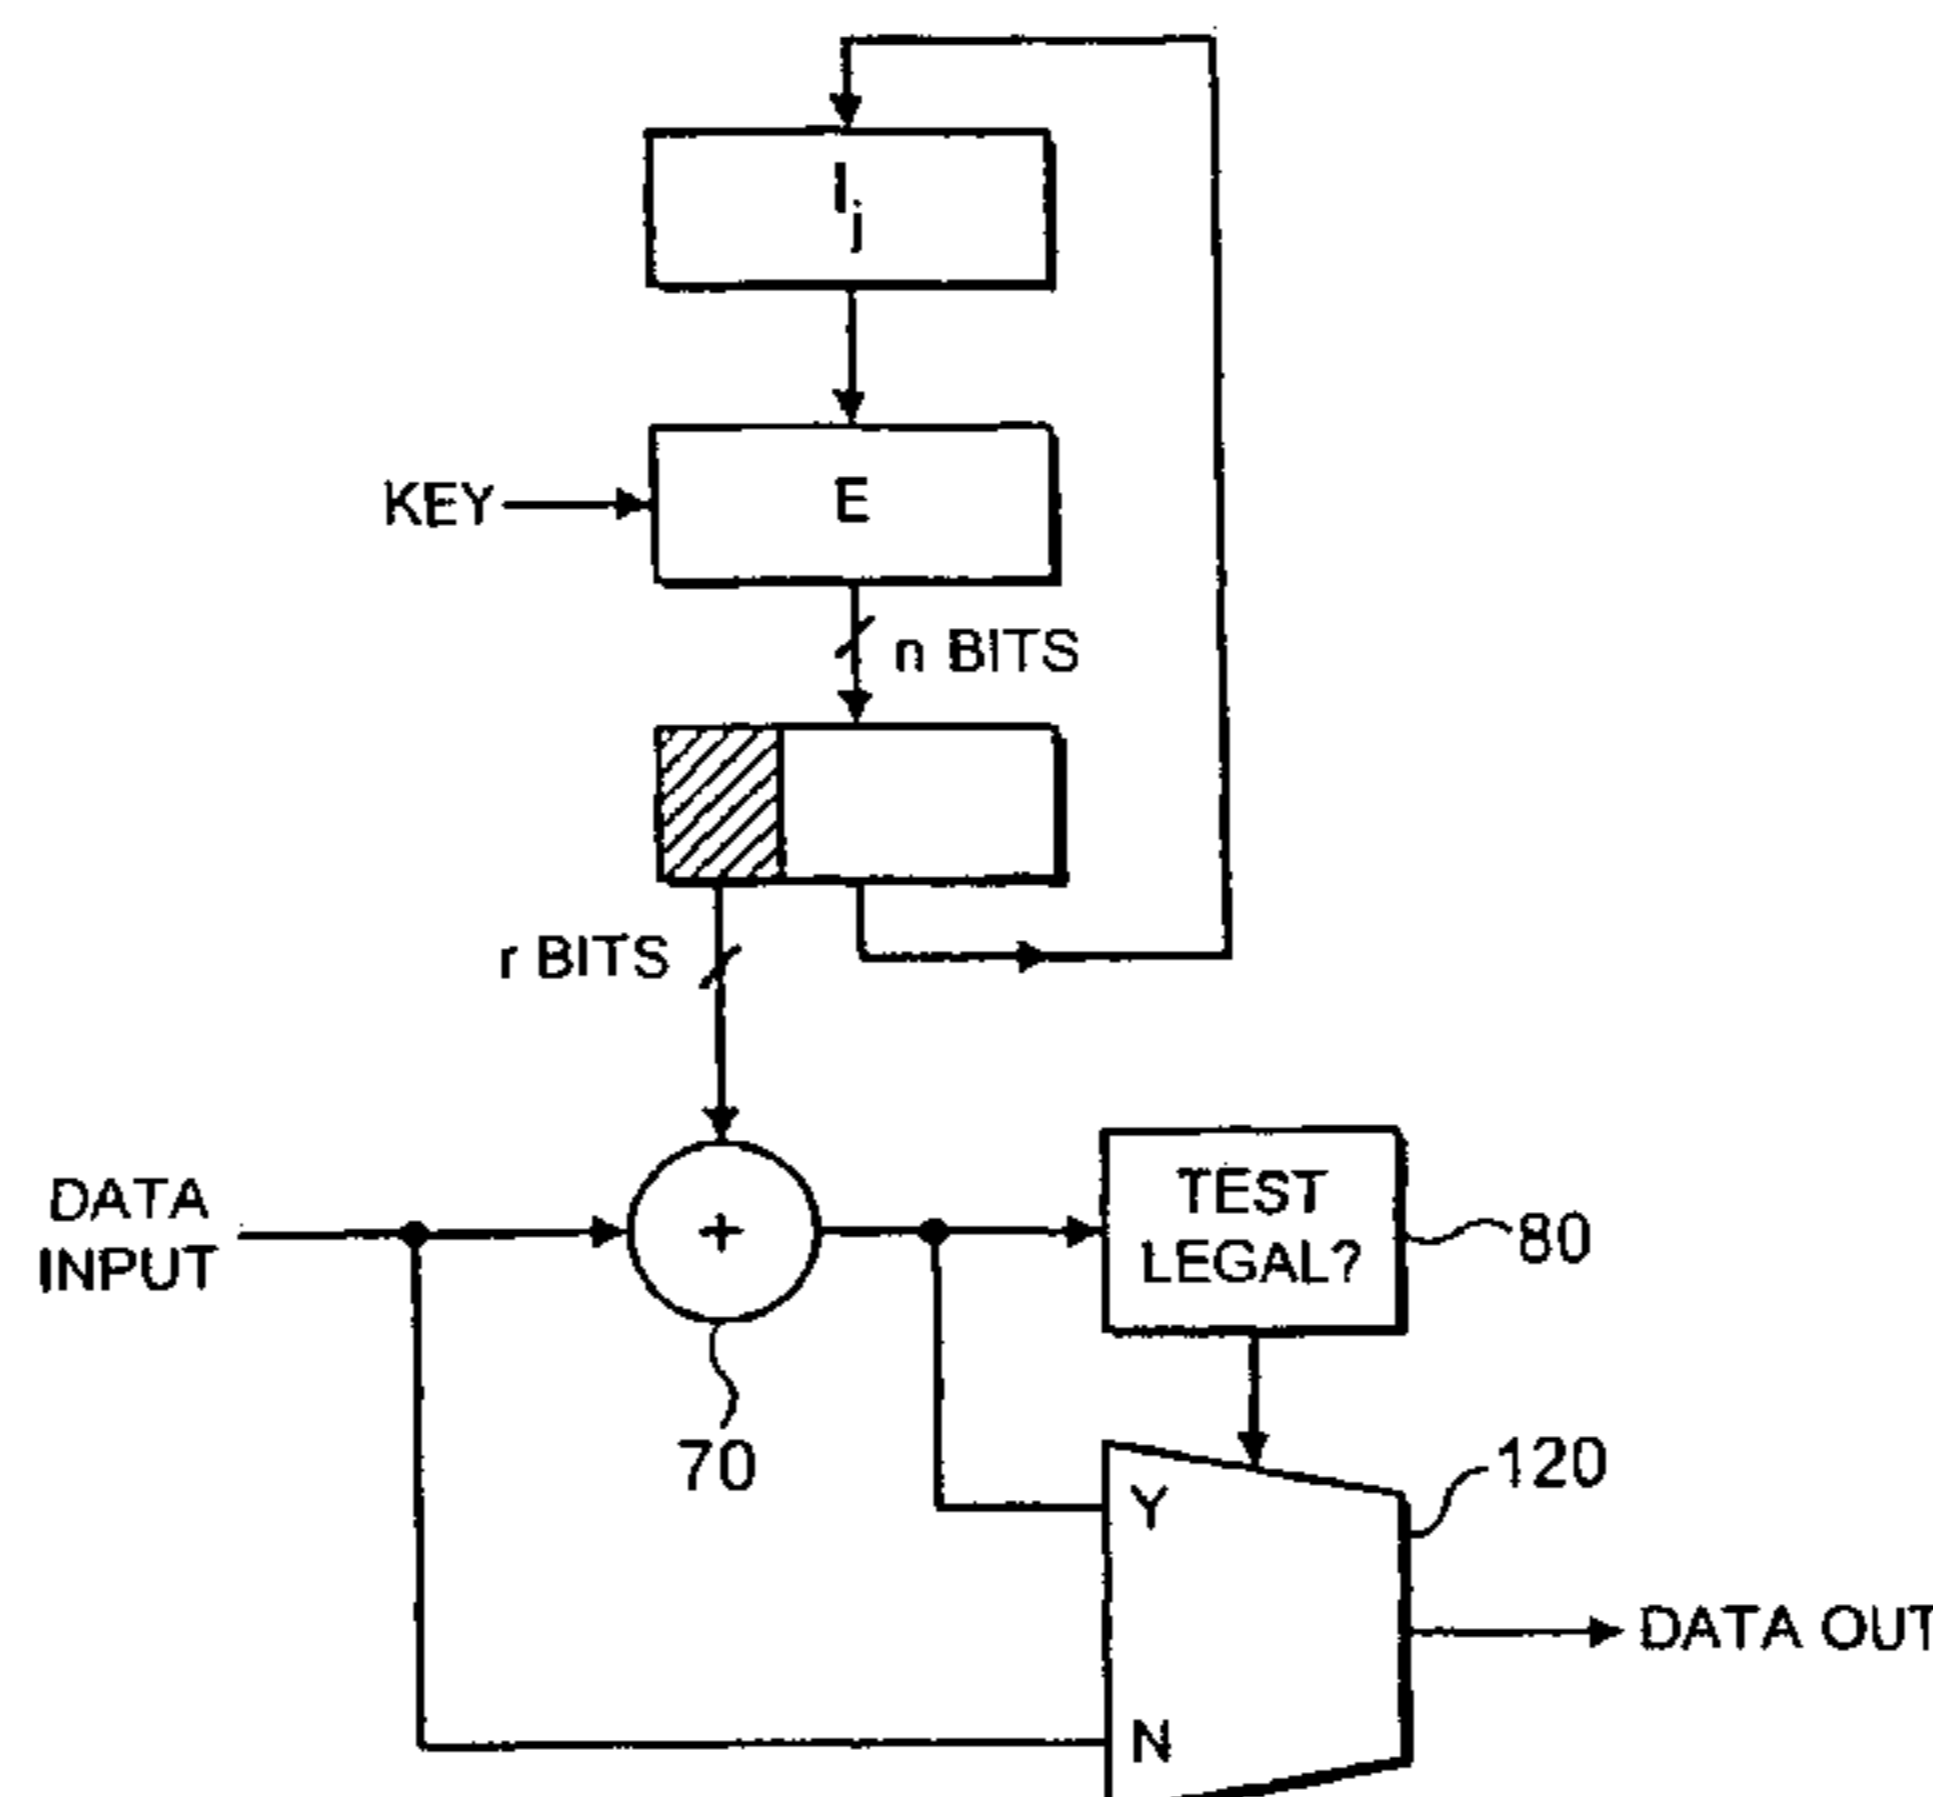 I j
KEY
E
n BITS
r BITS
DATA
INPUT
+
TEST
LEGAL?
80
70
120
Y
DATA OUT
N